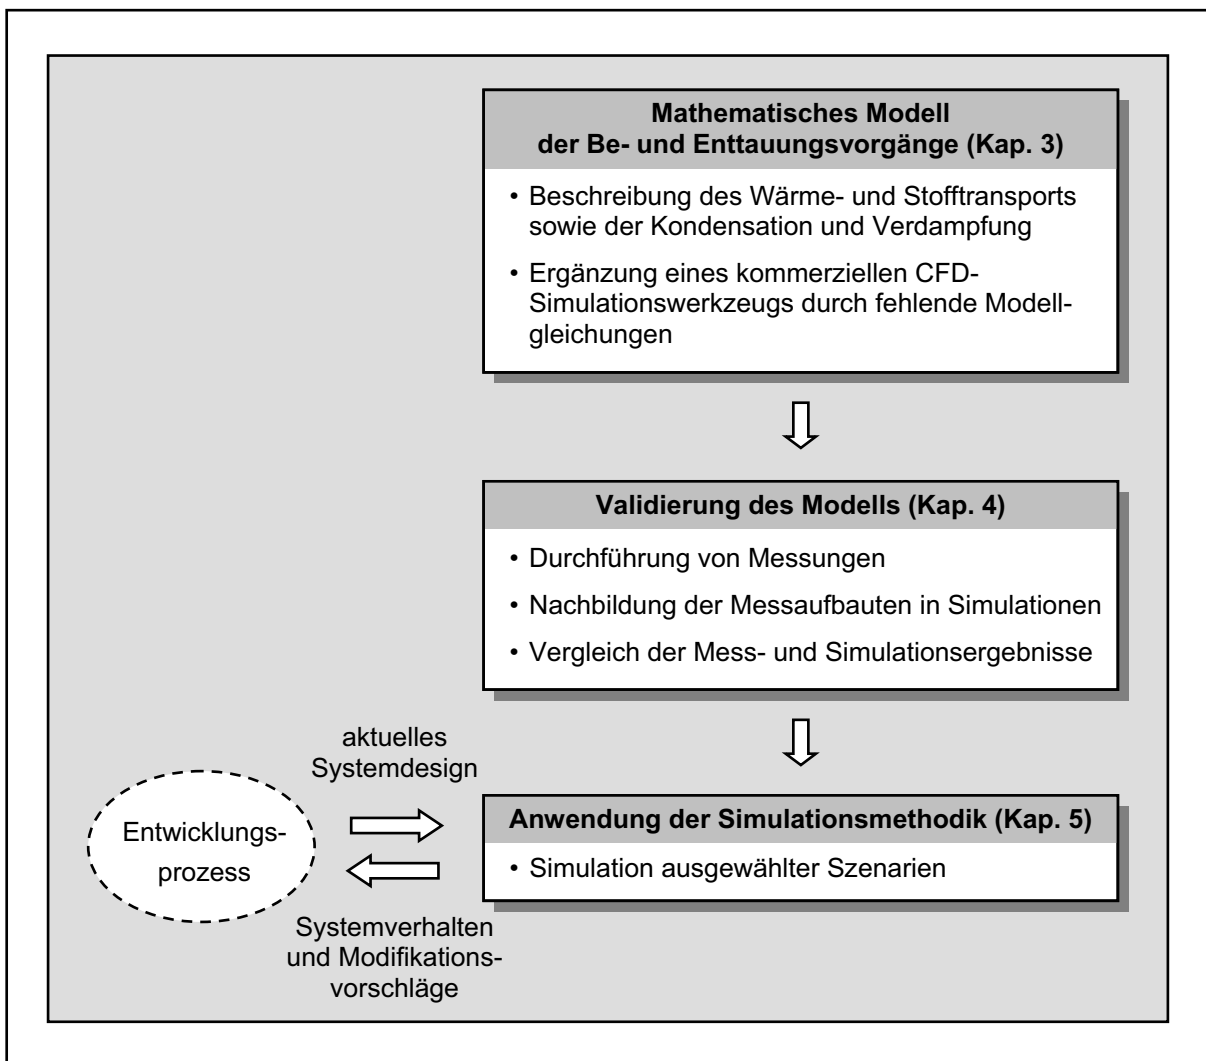 Mathematisches Modell
der Be- und Enttauungsvorgänge (Kap. 3)
• Beschreibung des Wärme- und Stofftransports
sowie der Kondensation und Verdampfung
• Ergänzung eines kommerziellen CFD-
Simulationswerkzeugs durch fehlende Modell-
gleichungen
Validierung des Modells (Kap. 4)
• Durchführung von Messungen
• Nachbildung der Messaufbauten in Simulationen
• Vergleich der Mess- und Simulationsergebnisse
aktuelles
Systemdesign
Entwicklungs-
prozess
Anwendung der Simulationsmethodik (Kap. 5)
• Simulation ausgewählter Szenarien
Systemverhalten
und Modifikations-
vorschläge